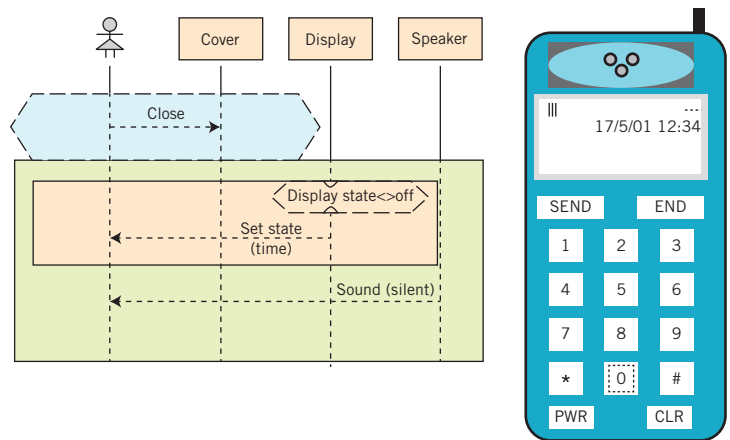 Cover
Display
Speaker
Close
Display state<>off
Set state
(time)
Sound (silent)
17/5/01 12:34
SEND
END
1
2
3
4
5
6
7
8
9
*
0
#
PWR
CLR